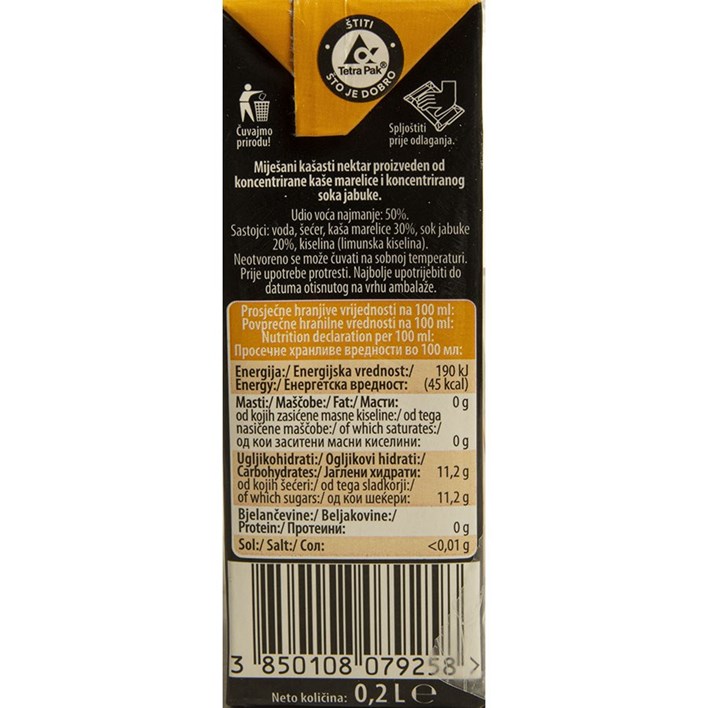 ŠTITI
Tetra Pak®
ŠTO JE DOBRO
Čuvajmo
prirodu!
Spljoštiti
prije odlaganja.
Miješani kašasti nektar proizveden od
koncentrirane kaše marelice i koncentriranog
soka jabuke.
Udio voća najmanje: 50%.
Sastojci: voda, šećer, kaša marelice 30%, sok jabuke
20%, kiselina (limunska kiselina).
Neotvoreno se može čuvati na sobnoj temperaturi.
Prije upotrebe protresti. Najbolje upotrijebiti do
datuma otisnutog na vrhu ambalaže.
Prosječne hranjive vrijednosti na 100 ml:
Povprečne hranilne vrednosti na 100 ml:
Nutrition declaration per 100 ml:
Просечне хранливе вредности во 100 мл:
Energija:/ Energijska vrednost:/ 190 kJ
Energy:/ Енергетска вредност: (45 kcal)
Masti:/ Maščobe:/ Fat:/ Масти: 0 g
od kojih zasićene masne kiseline:/ od tega
nasičene maščobe:/ of which saturates:/
од кои заситени масни киселини: 0 g
Ugljikohidrati:/ Ogljikovi hidrati:/
Carbohydrates:/ Јаглени хидрати: 11,2 g
od kojih šećeri:/ od tega sladkorji:/
of which sugars:/ од кои шеќери: 11,2 g
Bjelančevine:/ Beljakovine:/
Protein:/ Протеини: 0 g
Sol:/ Salt:/ Сол: <0,01 g
3 850108 079258 >
Neto količina: 0,2 L ℮